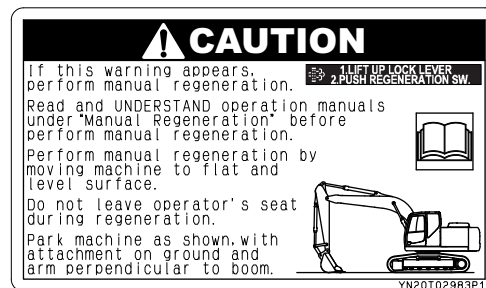 CAUTION
If this warning appears,
perform manual regeneration.
1.LIFT UP LOCK LEVER
2.PUSH REGENERATION SW.
Read and UNDERSTAND operation manuals
under "Manual Regeneration" before
perform manual regeneration.
Perform manual regeneration by
moving machine to flat and
level surface.
Do not leave operator's seat
during regeneration.
Park machine as shown, with
attachment on ground and
arm perpendicular to boom.
YN20T02983P1